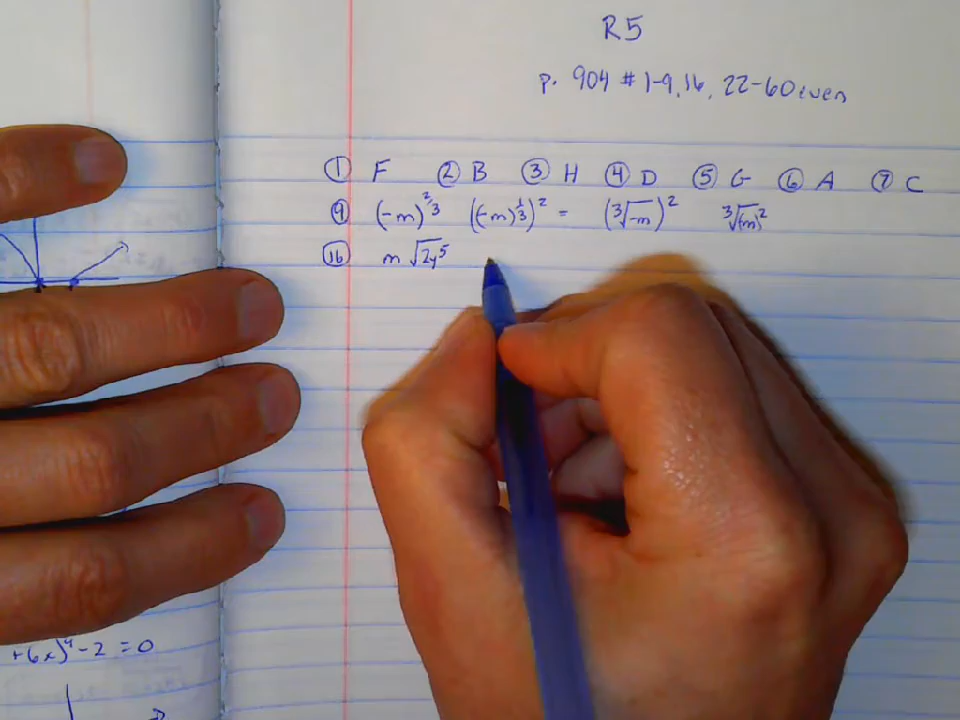 R5
p. 904 # 1-9, 16, 22-60 even
① F ② B ③ H ④ D ⑤ G ⑥ A ⑦ C
⑨ (-m)^2/3 ((-m)^1/3)^2 = (∛-m)^2 ∛(-m)^2
⑯ m √2y^5
+6x)^4 - 2 = 0